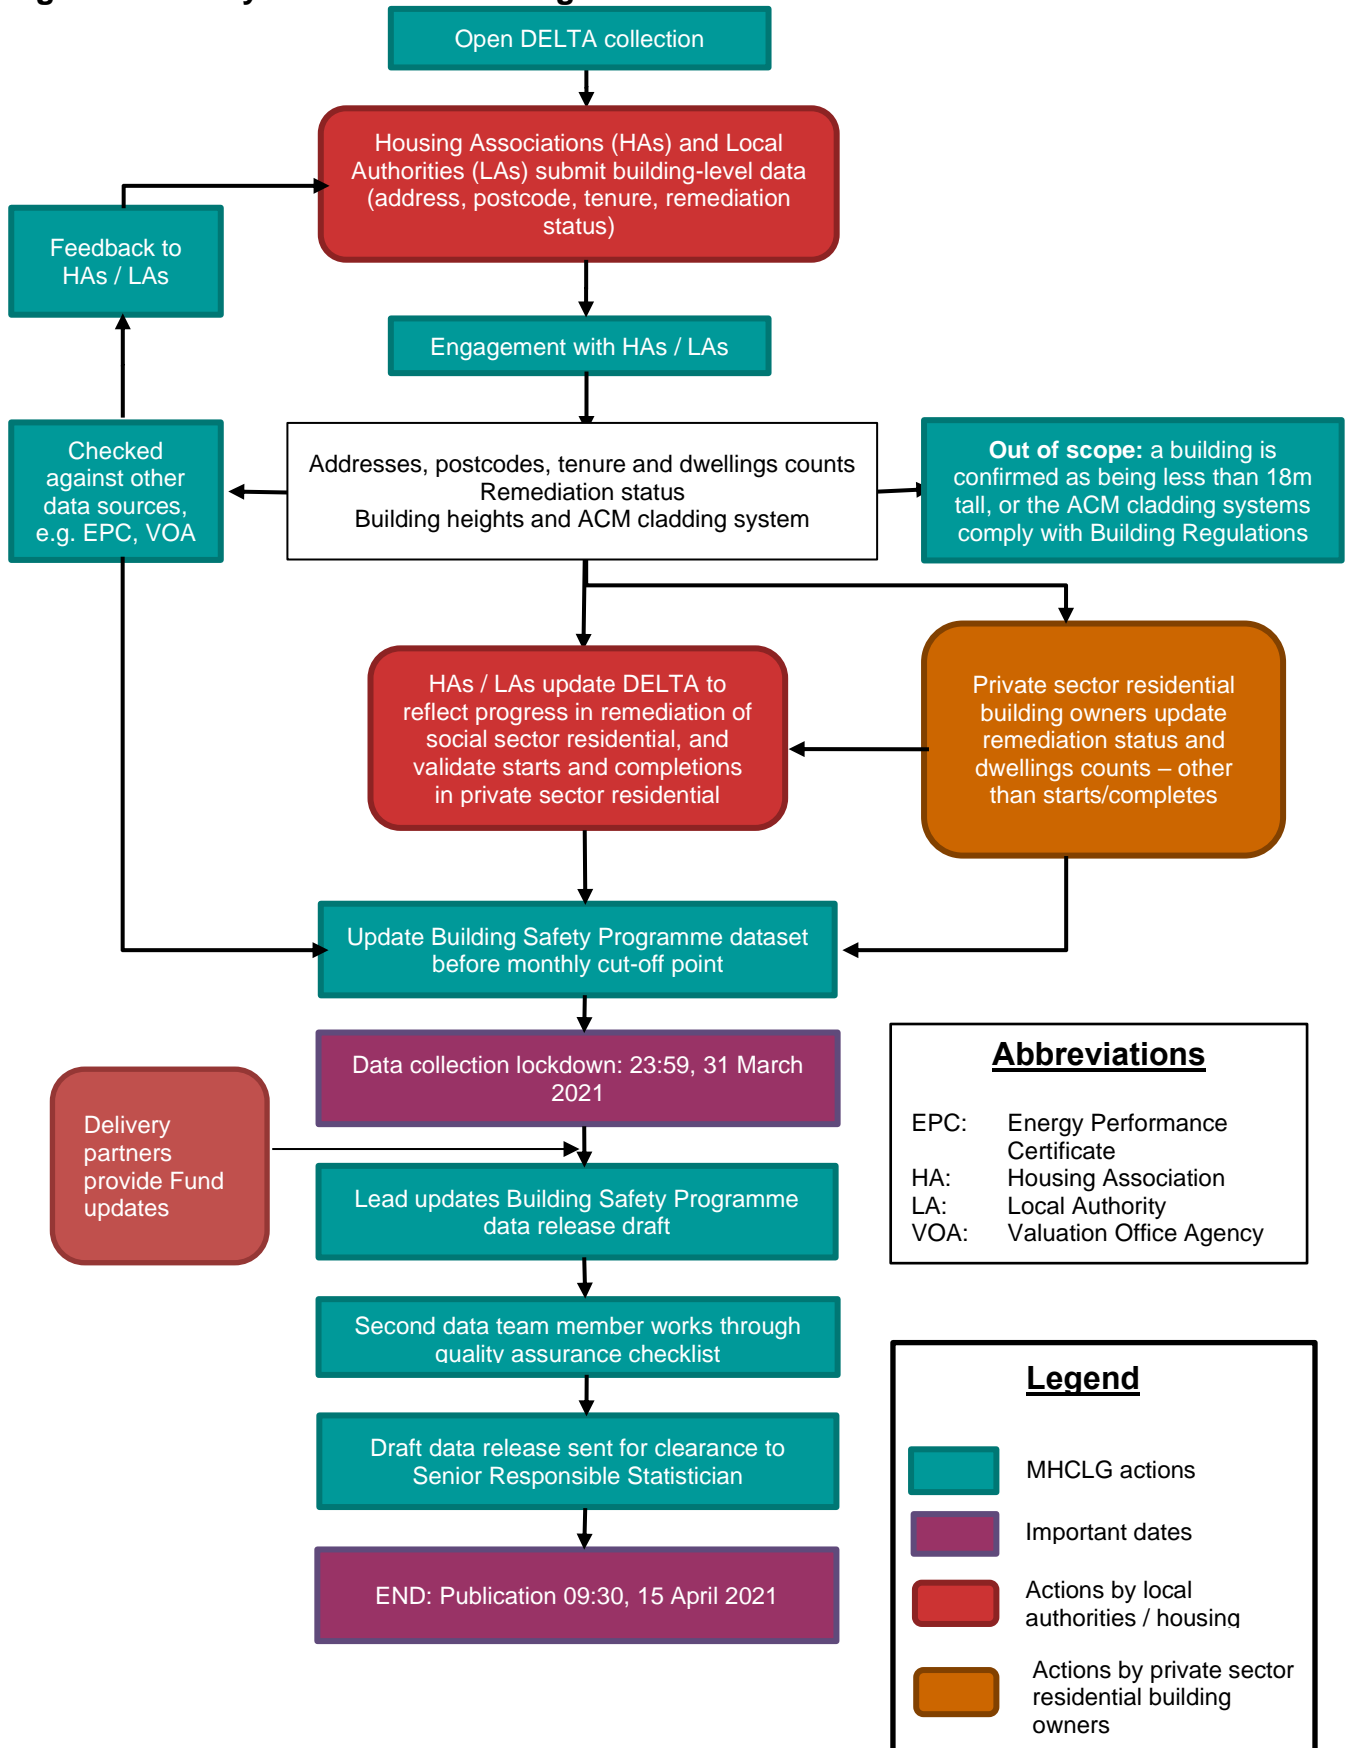 Open DELTA collection
Housing Associations (HAs) and Local
Authorities (LAs) submit building-level data
(address, postcode, tenure, remediation
status)
Feedback to
HAs / LAs
Engagement with HAs / LAs
Checked
against other
data sources,
e.g. EPC, VOA
Addresses, postcodes, tenure and dwellings counts
Remediation status
Building heights and ACM cladding system
Out of scope: a building is
confirmed as being less than 18m
tall, or the ACM cladding systems
comply with Building Regulations
HAs / LAs update DELTA to
reflect progress in remediation of
social sector residential, and
validate starts and completions
in private sector residential
Private sector residential
building owners update
remediation status and
dwellings counts – other
than starts/completes
Update Building Safety Programme dataset
before monthly cut-off point
Data collection lockdown: 23:59, 31 March
2021
Delivery
partners
provide Fund
updates
Lead updates Building Safety Programme
data release draft
Second data team member works through
quality assurance checklist
Draft data release sent for clearance to
Senior Responsible Statistician
END: Publication 09:30, 15 April 2021
Abbreviations
EPC: Energy Performance
Certificate
HA: Housing Association
LA: Local Authority
VOA: Valuation Office Agency
Legend
MHCLG actions
Important dates
Actions by local
authorities / housing
Actions by private sector
residential building
owners